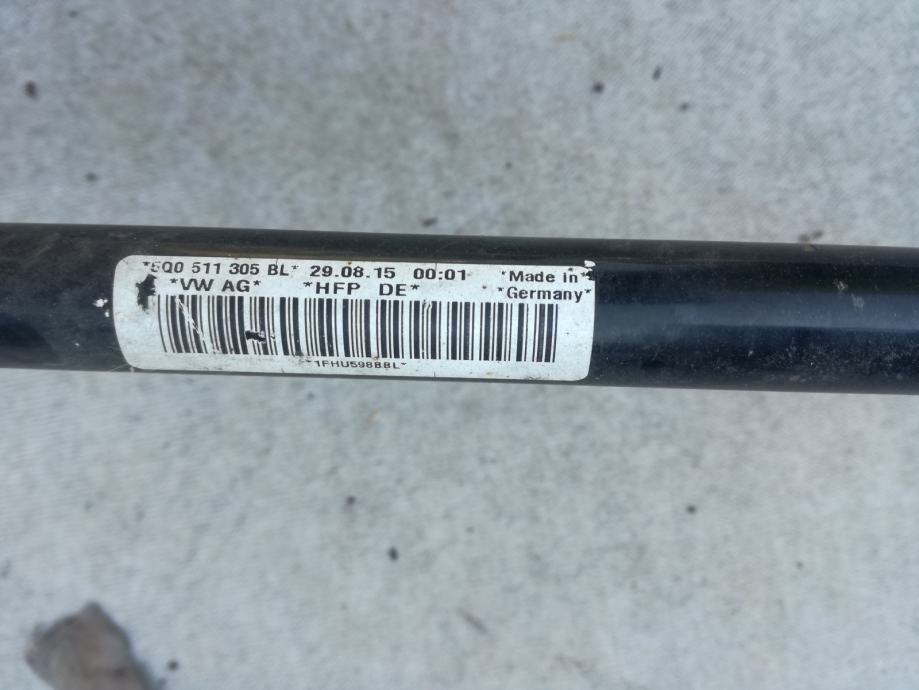 *5Q0 511 305 BL* 29.08.15 00:01 *Made in*
*VW AG* *HFP DE* *Germany*
*1FHU598BBL*